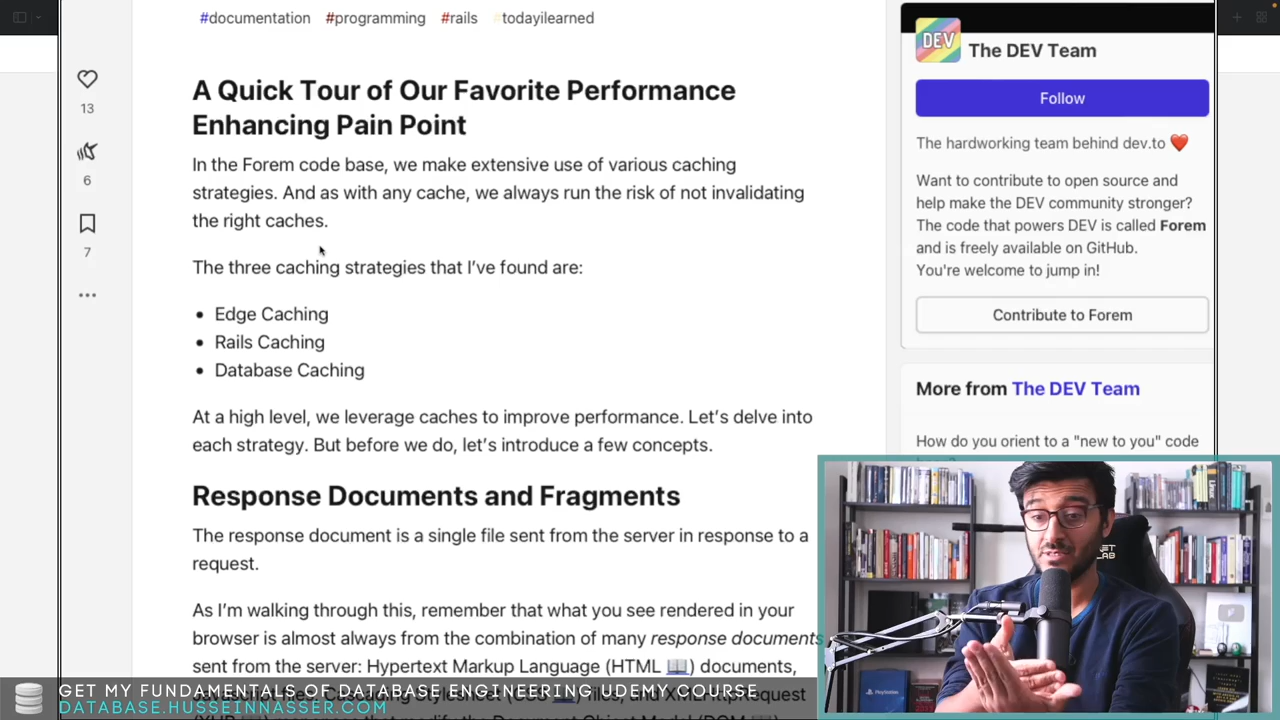 #documentation #programming #rails #todayilearned
A Quick Tour of Our Favorite Performance
Enhancing Pain Point
In the Forem code base, we make extensive use of various caching
strategies. And as with any cache, we always run the risk of not invalidating
the right caches.
The three caching strategies that I've found are:
• Edge Caching
• Rails Caching
• Database Caching
At a high level, we leverage caches to improve performance. Let's delve into
each strategy. But before we do, let's introduce a few concepts.
Response Documents and Fragments
The response document is a single file sent from the server in response to a
request.
As I'm walking through this, remember that what you see rendered in your
browser is almost always from the combination of many response documents
sent from the server: Hypertext Markup Language (HTML 📖) documents,
13
6
7
DEV
The DEV Team
Follow
The hardworking team behind dev.to ❤️
Want to contribute to open source and
help make the DEV community stronger?
The code that powers DEV is called Forem
and is freely available on GitHub.
You're welcome to jump in!
Contribute to Forem
More from The DEV Team
How do you orient to a "new to you" code
GET MY FUNDAMENTALS OF DATABASE ENGINEERING UDEMY COURSE
DATABASE.HUSSEINNASSER.COM
PlayStation
Linux